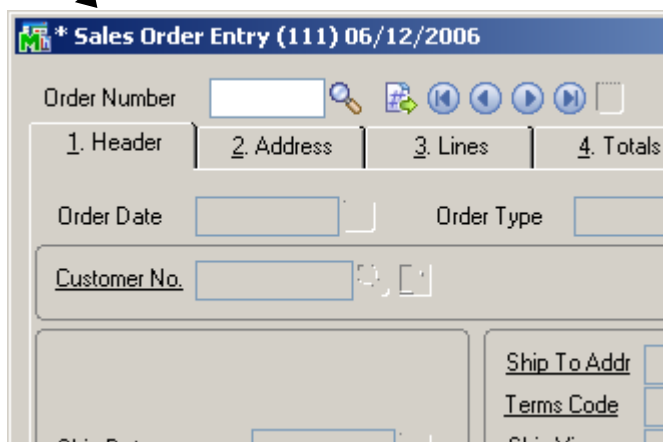 * Sales Order Entry (111) 06/12/2006
Order Number
1. Header 2. Address 3. Lines 4. Totals
Order Date Order Type
Customer No.
Ship To Addr
Terms Code